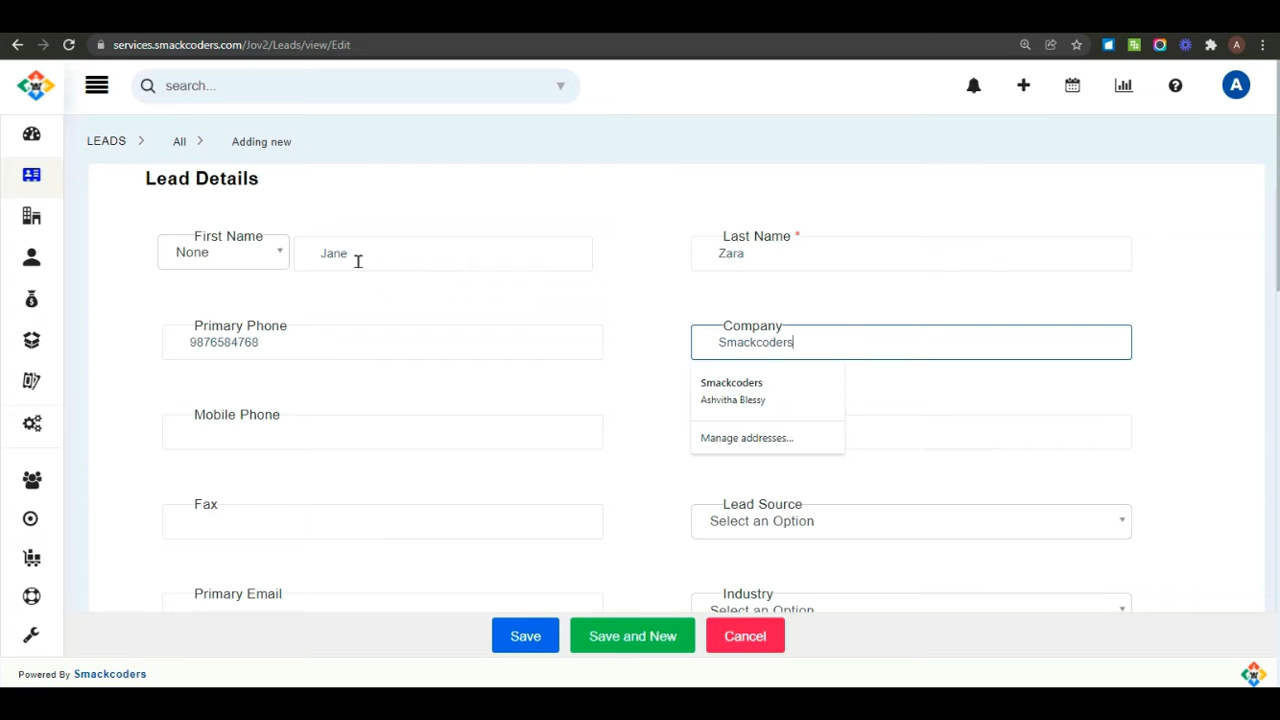 services.smackcoders.com/Jov2/Leads/view/Edit
A
search...
A
LEADS
All
Adding new
Lead Details
First Name
None
Jane
Last Name *
Zara
Primary Phone
9876584768
Company
Smackcoders
Smackcoders
Ashvitha Blessy
Manage addresses...
Mobile Phone
Fax
Lead Source
Select an Option
Primary Email
Industry
Select an Option
Save
Save and New
Cancel
Powered By Smackcoders